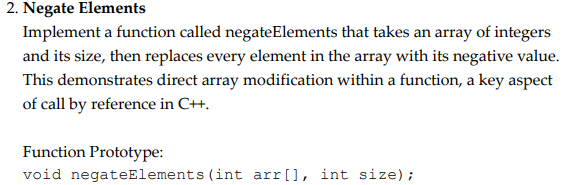 2. Negate Elements
Implement a function called negateElements that takes an array of integers
and its size, then replaces every element in the array with its negative value.
This demonstrates direct array modification within a function, a key aspect
of call by reference in C++.
Function Prototype:
void negateElements(int arr[], int size);